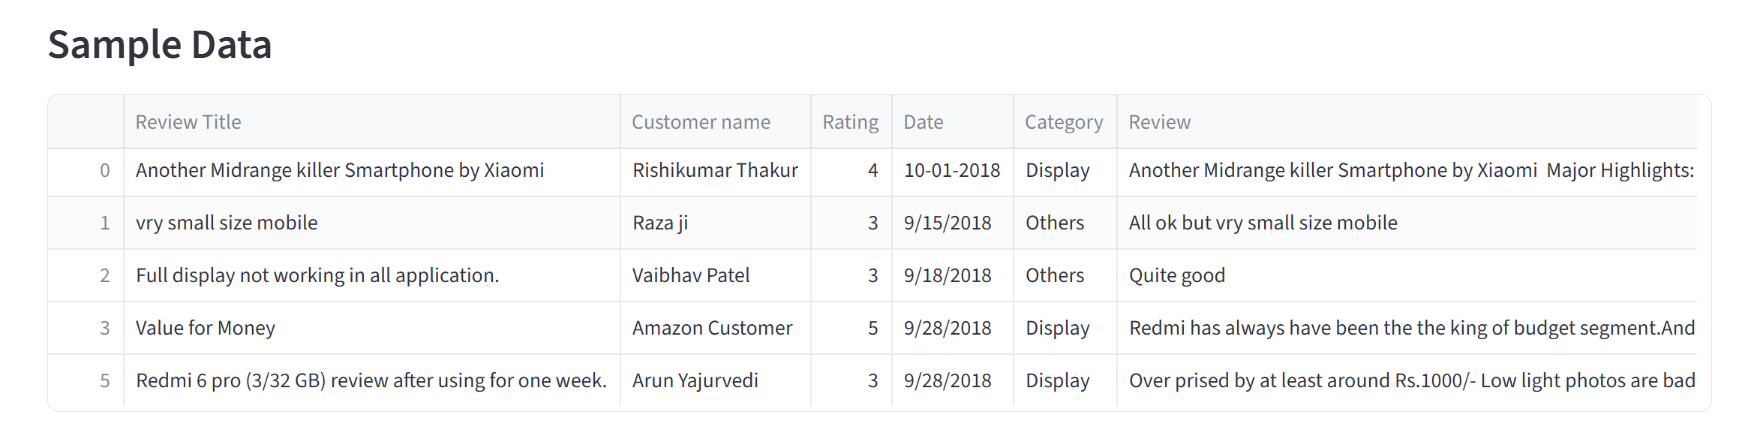 Sample Data
Review Title Customer name Rating Date Category Review
0 Another Midrange killer Smartphone by Xiaomi Rishikumar Thakur 4 10-01-2018 Display Another Midrange killer Smartphone by Xiaomi  Major Highlights:
1 vry small size mobile Raza ji 3 9/15/2018 Others All ok but vry small size mobile
2 Full display not working in all application. Vaibhav Patel 3 9/18/2018 Others Quite good
3 Value for Money Amazon Customer 5 9/28/2018 Display Redmi has always have been the the king of budget segment.And
5 Redmi 6 pro (3/32 GB) review after using for one week. Arun Yajurvedi 3 9/28/2018 Display Over prised by at least around Rs.1000/- Low light photos are bad